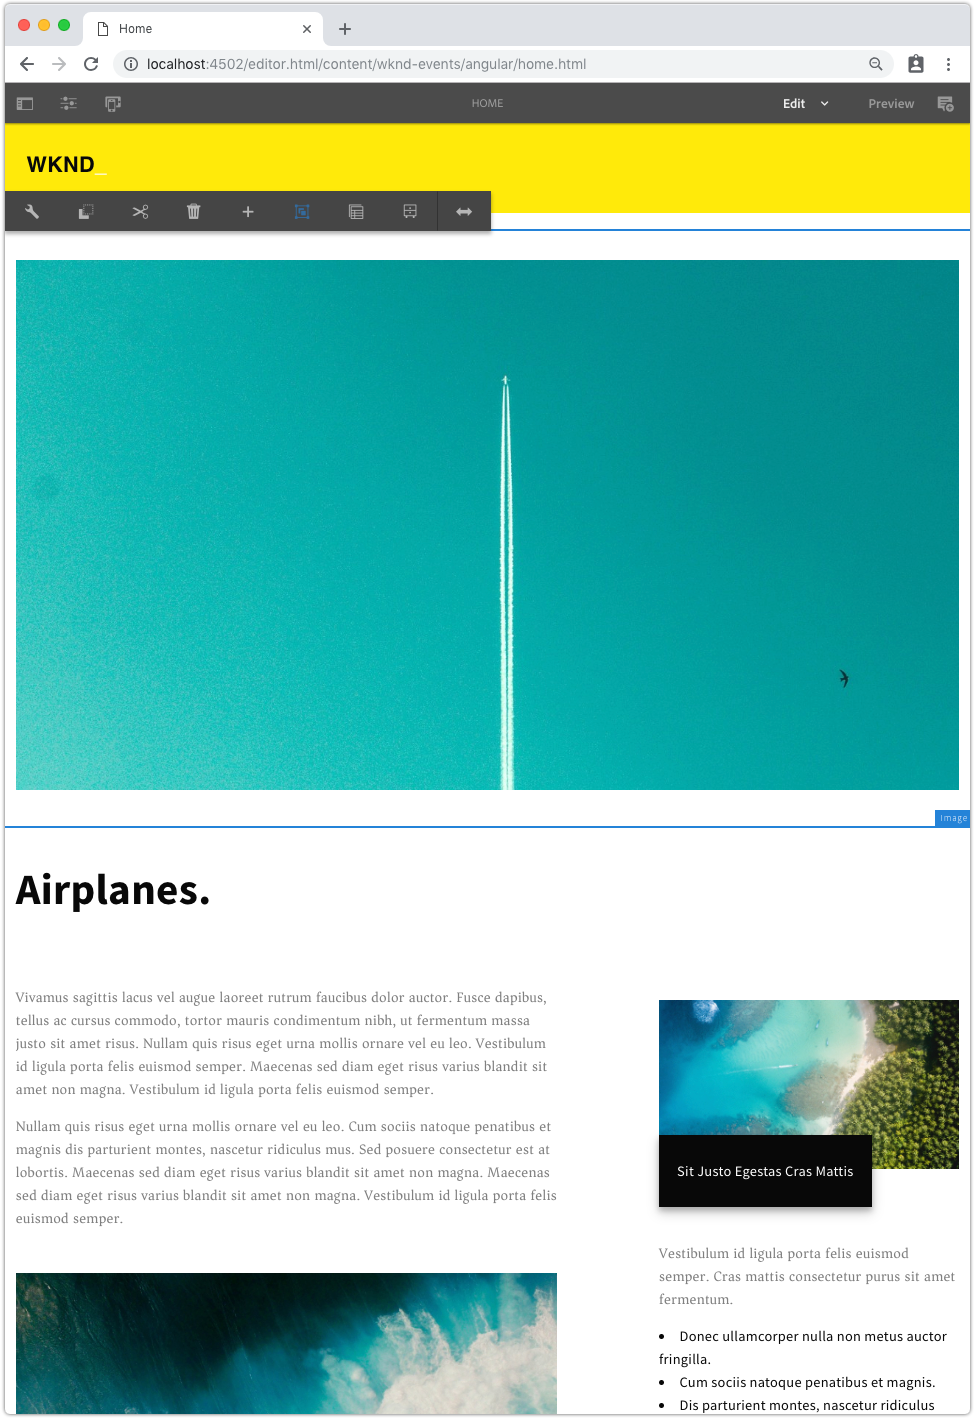 Home
localhost:4502/editor.html/content/wknd-events/angular/home.html
HOME
Edit
Preview
WKND_
Image
Airplanes.
Vivamus sagittis lacus vel augue laoreet rutrum faucibus dolor auctor. Fusce dapibus,
tellus ac cursus commodo, tortor mauris condimentum nibh, ut fermentum massa
justo sit amet risus. Nullam quis risus eget urna mollis ornare vel eu leo. Vestibulum
id ligula porta felis euismod semper. Maecenas sed diam eget risus varius blandit sit
amet non magna. Vestibulum id ligula porta felis euismod semper.
Nullam quis risus eget urna mollis ornare vel eu leo. Cum sociis natoque penatibus et
magnis dis parturient montes, nascetur ridiculus mus. Sed posuere consectetur est at
lobortis. Maecenas sed diam eget risus varius blandit sit amet non magna. Maecenas
sed diam eget risus varius blandit sit amet non magna. Vestibulum id ligula porta felis
euismod semper.
Sit Justo Egestas Cras Mattis
Vestibulum id ligula porta felis euismod
semper. Cras mattis consectetur purus sit amet
fermentum.
• Donec ullamcorper nulla non metus auctor
fringilla.
• Cum sociis natoque penatibus et magnis.
• Dis parturient montes, nascetur ridiculus